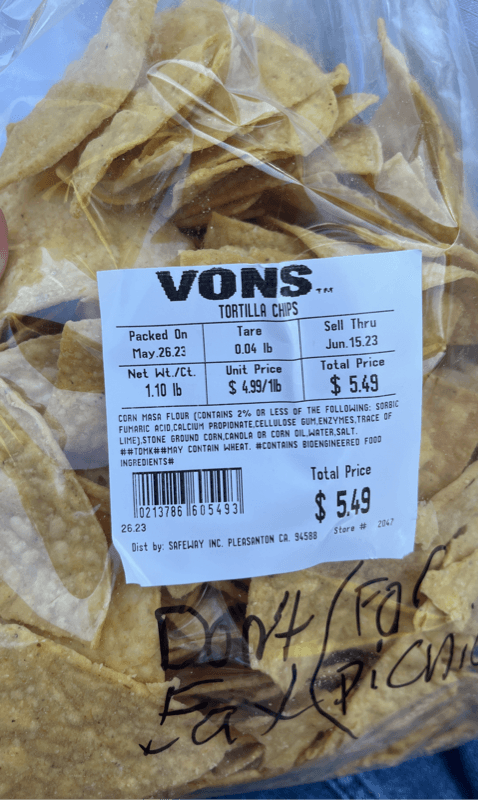 VONS™
TORTILLA CHIPS
Packed On Tare Sell Thru
May.26.23 0.04 lb Jun.15.23
Net Wt./Ct. Unit Price Total Price
1.10 lb $ 4.99/1lb $ 5.49
CORN MASA FLOUR (CONTAINS 2% OR LESS OF THE FOLLOWING: SORBIC
FUMARIC ACID,CALCIUM PROPIONATE,CELLULOSE GUM,ENZYMES,TRACE OF
LIME),STONE GROUND CORN,CANOLA OR CORN OIL,WATER,SALT.
##TOMK##MAY CONTAIN WHEAT. #CONTAINS BIOENGINEERED FOOD
INGREDIENTS#
Total Price
0213786 605493
$ 5.49
26.23
Store # 2047
Dist by: SAFEWAY INC. PLEASANTON CA. 94588
Don't / For
Eat picnic